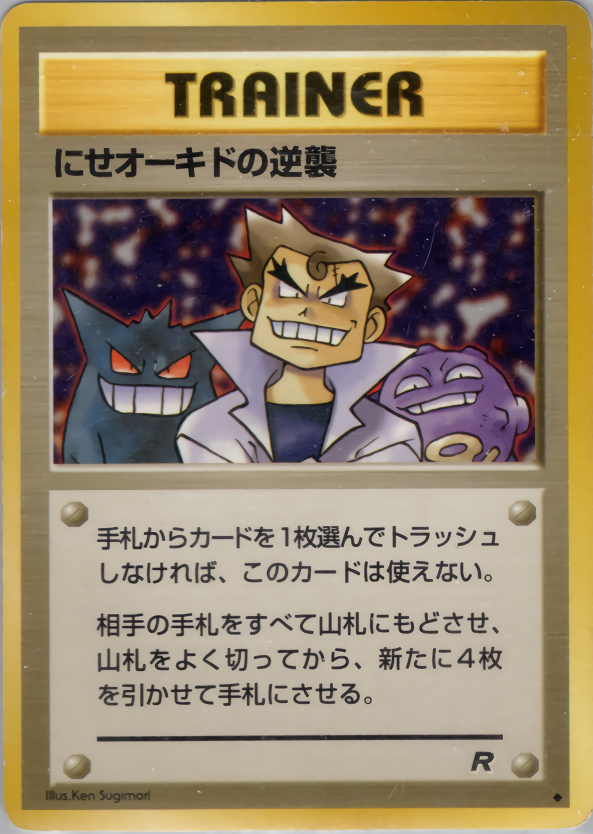 TRAINER
にせオーキドの逆襲
手札からカードを1枚選んでトラッシュ
しなければ、このカードは使えない。
相手の手札をすべて山札にもどさせ、
山札をよく切ってから、新たに4枚
を引かせて手札にさせる。
R
Illus.Ken Sugimori